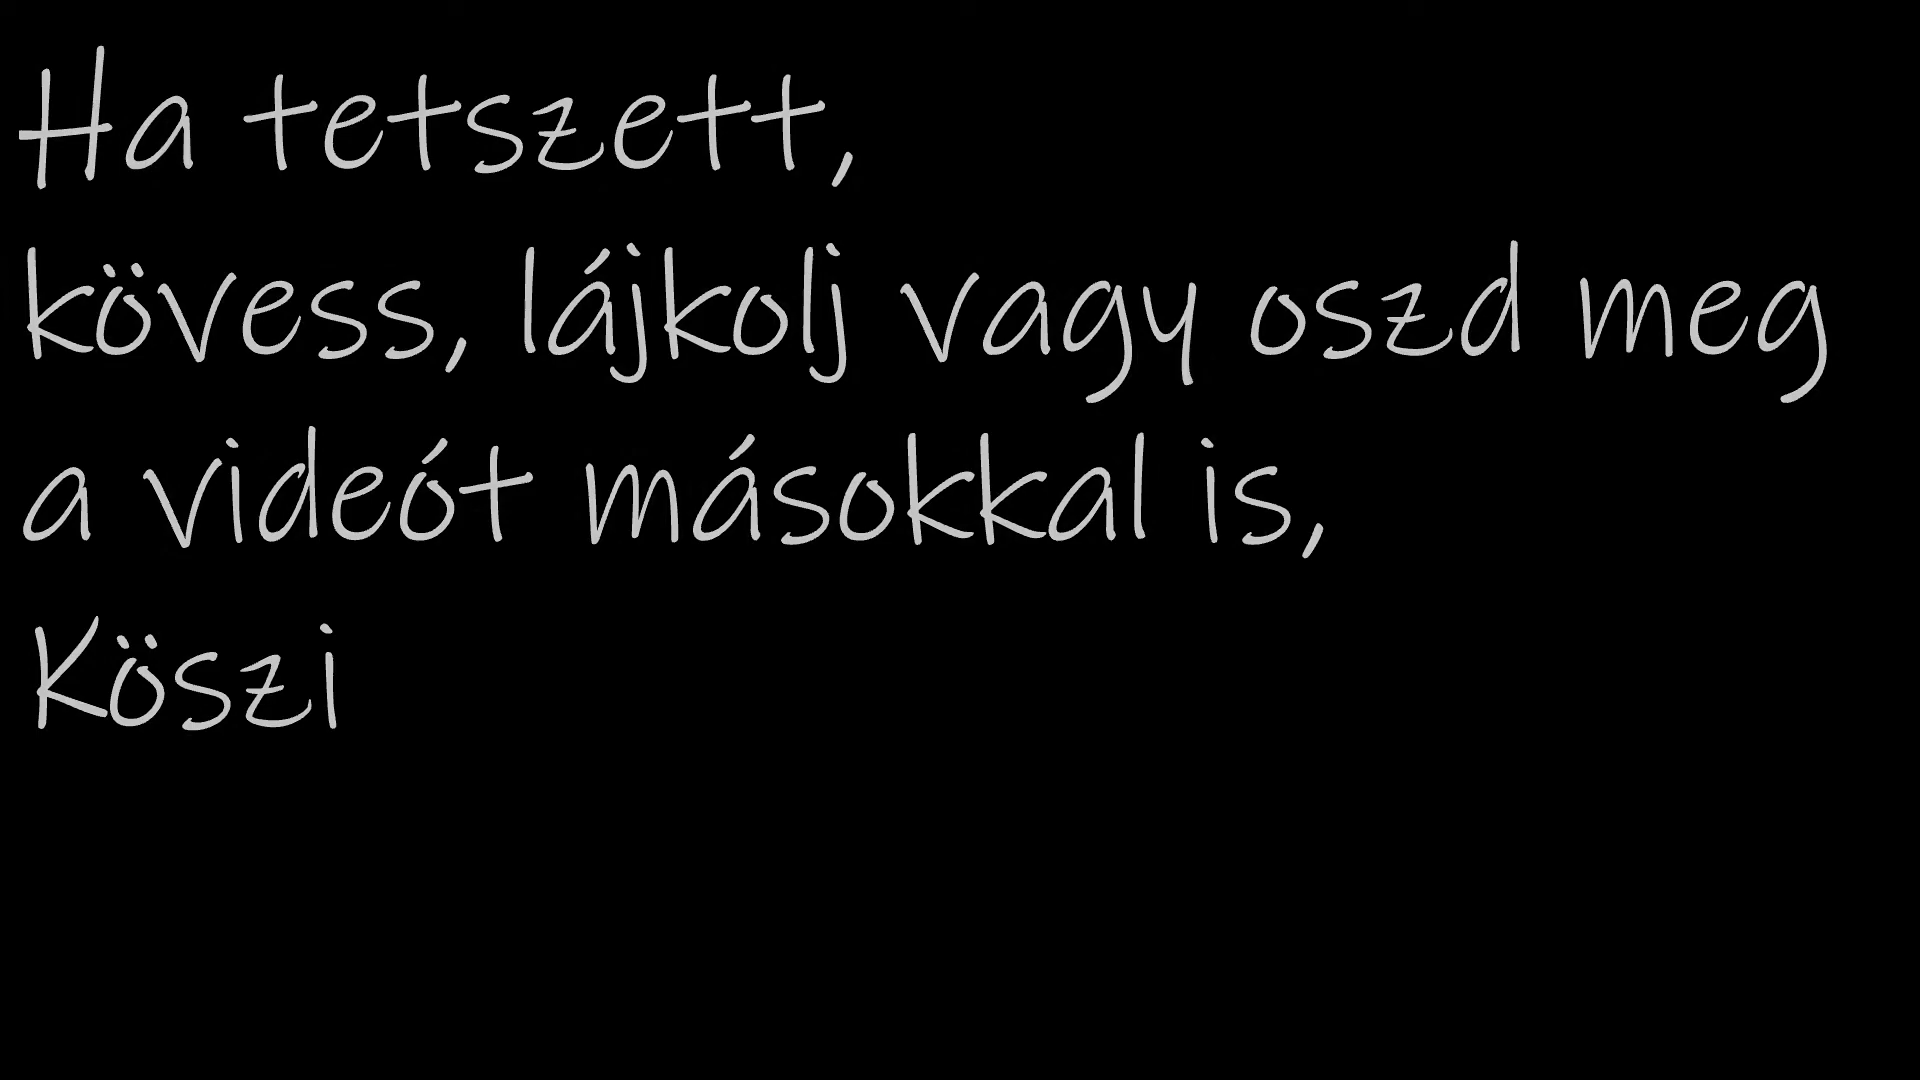 Ha tetszett,
kövess, lájkolj vagy oszd meg
a videót másokkal is,
Köszi